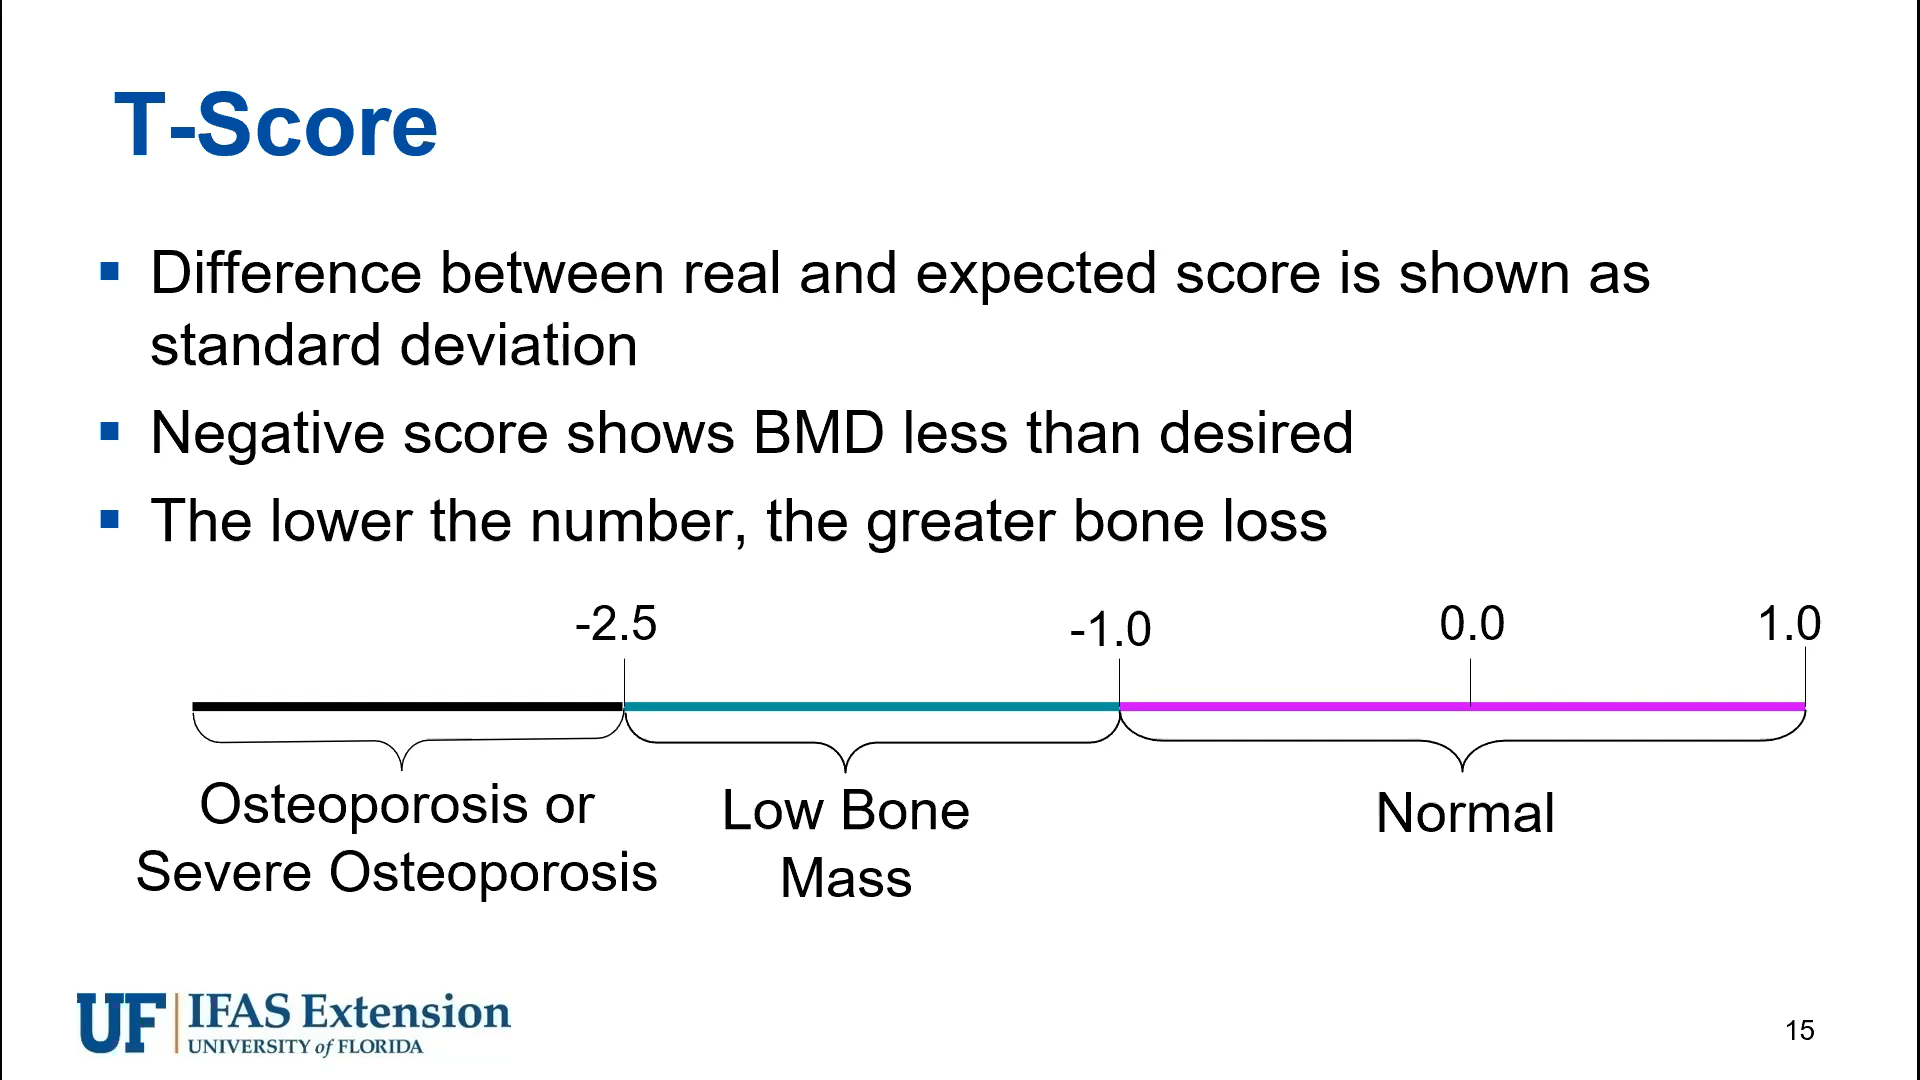 T-Score
Difference between real and expected score is shown as
standard deviation
Negative score shows BMD less than desired
The lower the number, the greater bone loss
-2.5
-1.0
0.0
1.0
Osteoporosis or
Severe Osteoporosis
Low Bone
Mass
Normal
UF IFAS Extension
UNIVERSITY of FLORIDA
15